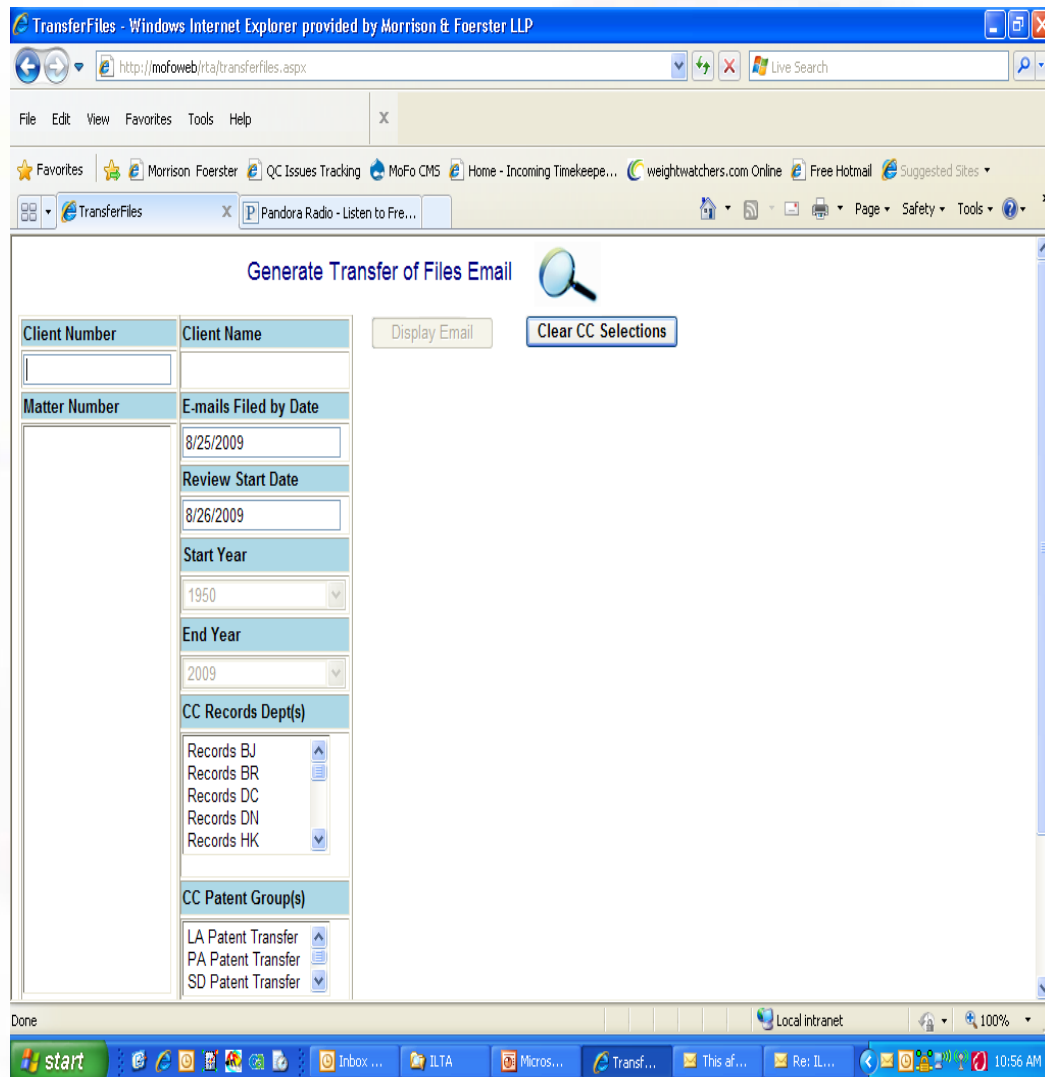 TransferFiles - Windows Internet Explorer provided by Morrison & Foerster LLP
http://mofoweb/rta/transferfiles.aspx
Live Search
File Edit View Favorites Tools Help
X
Favorites Morrison Foerster QC Issues Tracking MoFo CMS Home - Incoming Timekeepe... weightwatchers.com Online Free Hotmail Suggested Sites
TransferFiles X Pandora Radio - Listen to Fre... Page Safety Tools
Generate Transfer of Files Email
Client Number Client Name Display Email Clear CC Selections
Matter Number E-mails Filed by Date
8/25/2009
Review Start Date
8/26/2009
Start Year
1950
End Year
2009
CC Records Dept(s)
Records BJ
Records BR
Records DC
Records DN
Records HK
CC Patent Group(s)
LA Patent Transfer
PA Patent Transfer
SD Patent Transfer
Done Local intranet 100%
start Inbox ... ILTA Micros... Transf... This af... Re: IL... 10:56 AM